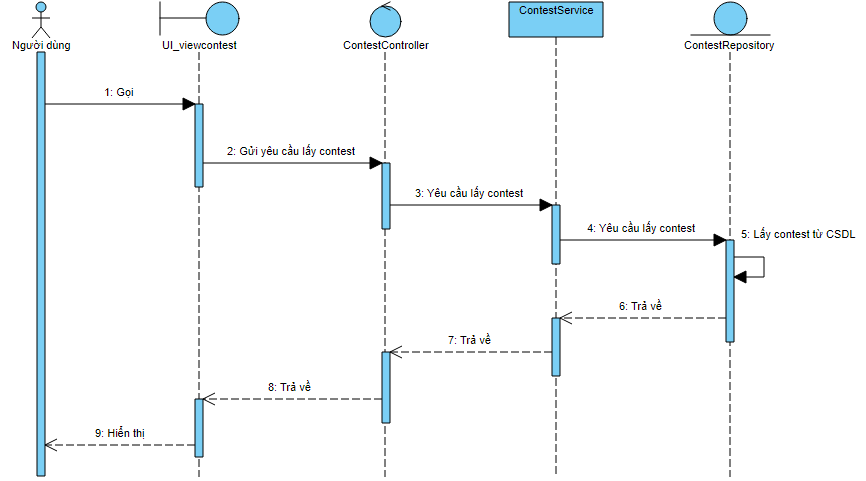 Người dùng
UI_viewcontest
ContestController
ContestService
ContestRepository
1: Gọi
2: Gửi yêu cầu lấy contest
3: Yêu cầu lấy contest
4: Yêu cầu lấy contest
5: Lấy contest từ CSDL
6: Trả về
7: Trả về
8: Trả về
9: Hiển thị